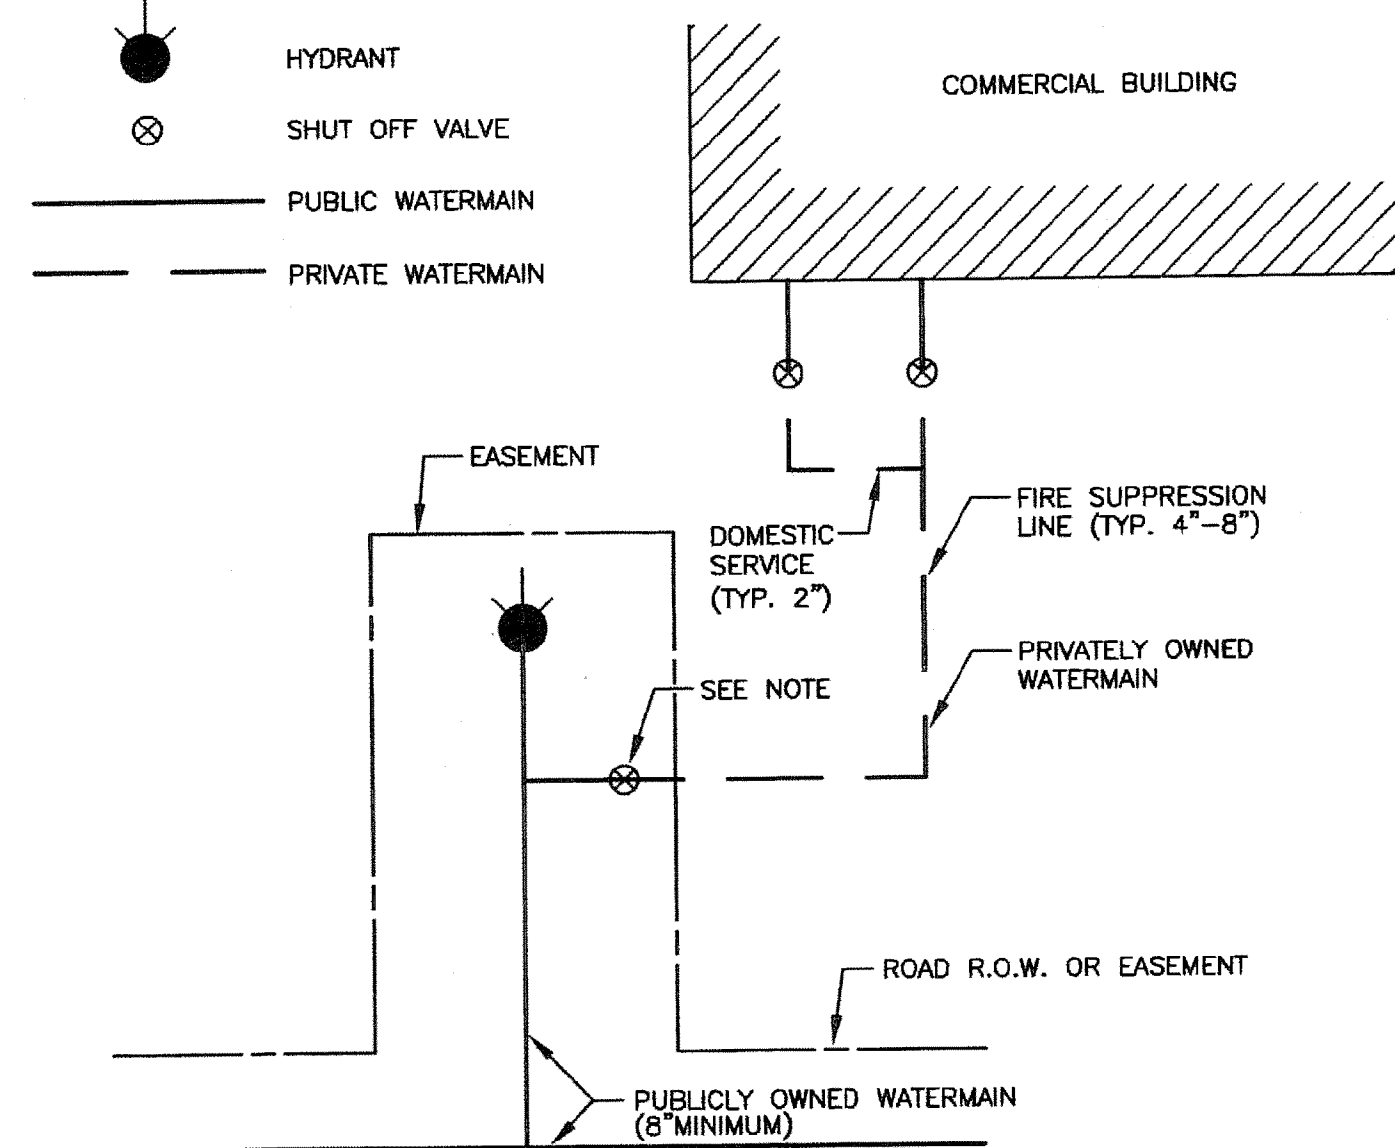 HYDRANT
SHUT OFF VALVE
PUBLIC WATERMAIN
PRIVATE WATERMAIN
COMMERCIAL BUILDING
EASEMENT
DOMESTIC
SERVICE
(TYP. 2")
FIRE SUPPRESSION
LINE (TYP. 4"-8")
PRIVATELY OWNED
WATERMAIN
SEE NOTE
ROAD R.O.W. OR EASEMENT
PUBLICLY OWNED WATERMAIN
(8"MINIMUM)